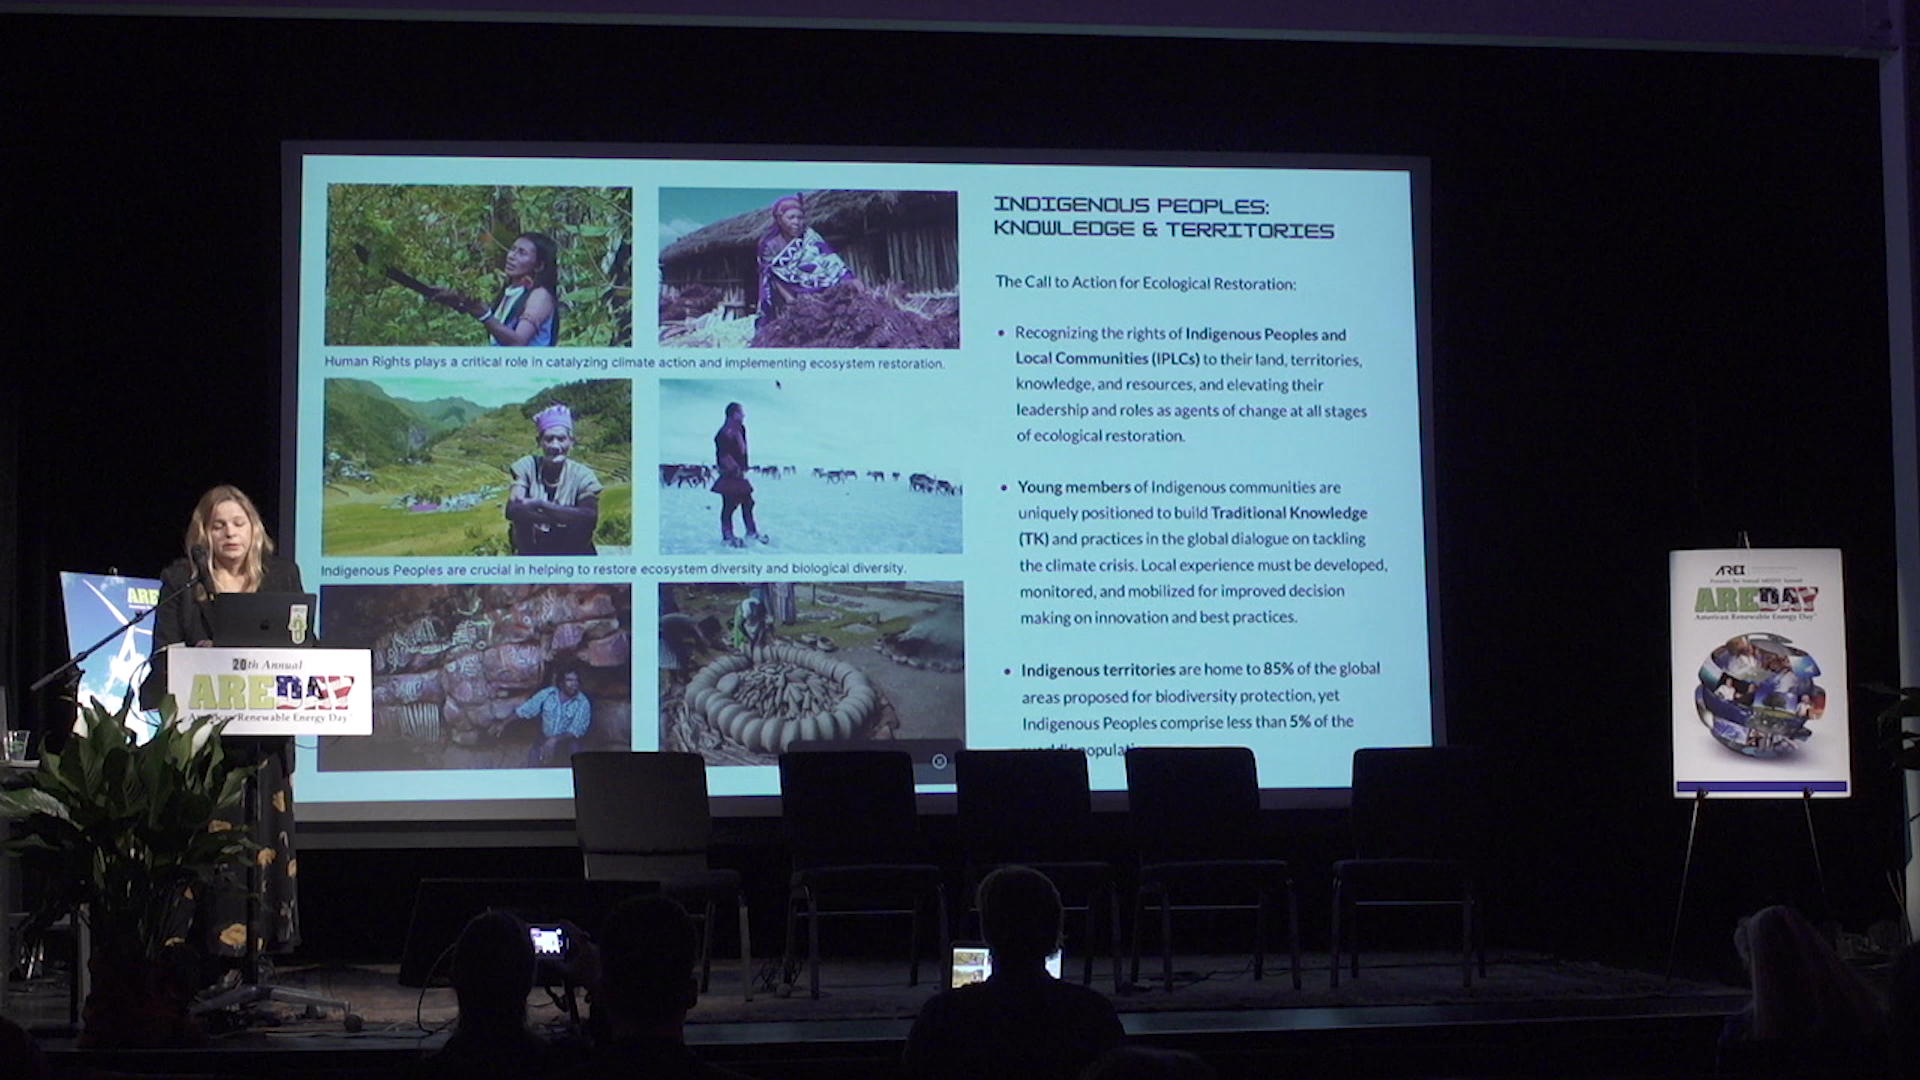 INDIGENOUS PEOPLES:
KNOWLEDGE & TERRITORIES
The Call to Action for Ecological Restoration:
• Recognizing the rights of Indigenous Peoples and
Local Communities (IPLCs) to their land, territories,
knowledge, and resources, and elevating their
leadership and roles as agents of change at all stages
of ecological restoration.
• Young members of Indigenous communities are
uniquely positioned to build Traditional Knowledge
(TK) and practices in the global dialogue on tackling
the climate crisis. Local experience must be developed,
monitored, and mobilized for improved decision
making on innovation and best practices.
• Indigenous territories are home to 85% of the global
areas proposed for biodiversity protection, yet
Indigenous Peoples comprise less than 5% of the
Human Rights plays a critical role in catalyzing climate action and implementing ecosystem restoration.
Indigenous Peoples are crucial in helping to restore ecosystem diversity and biological diversity.
ARE
20th Annual
AREDAY
American Renewable Energy Day
AREI
AREDAY
American Renewable Energy Day